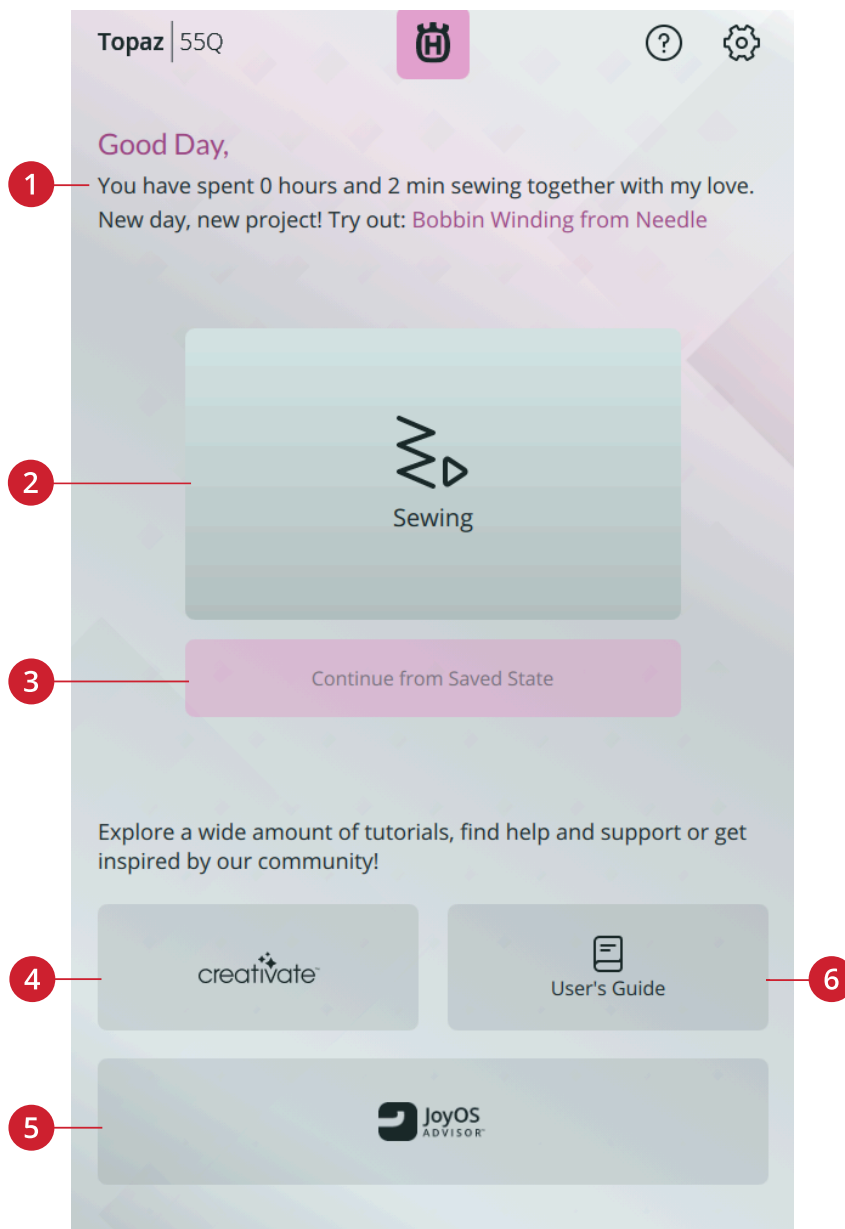 Topaz 55Q
H
Good Day,
1
You have spent 0 hours and 2 min sewing together with my love.
New day, new project! Try out: Bobbin Winding from Needle
2
Sewing
3
Continue from Saved State
Explore a wide amount of tutorials, find help and support or get
inspired by our community!
4
creativate™
User's Guide
6
5
JoyOS
ADVISOR™